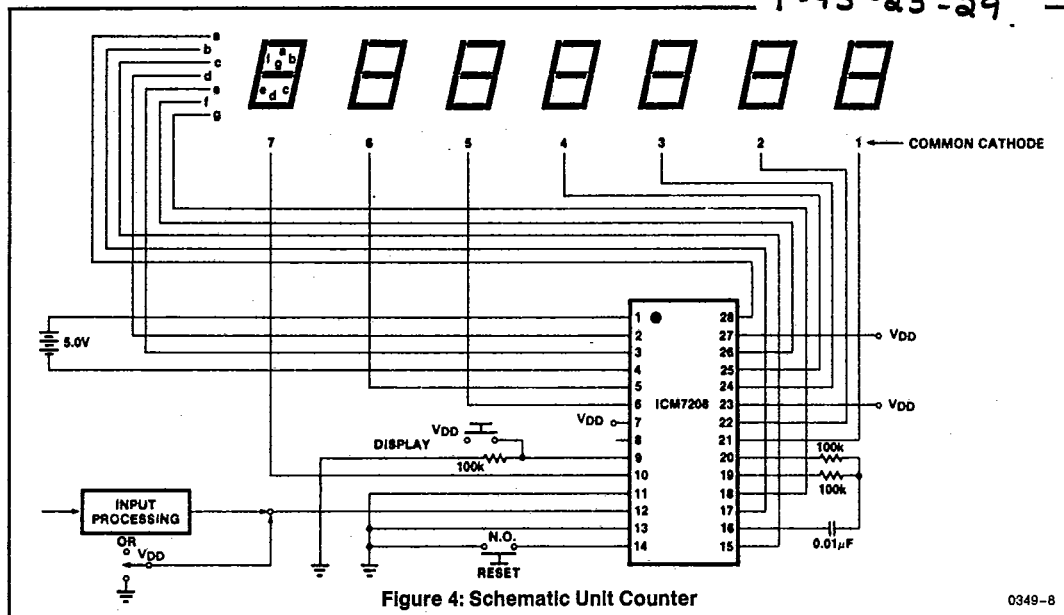 a
b
c
d
e
f
g
a
f b
g
e c
d
7 6 5 4 3 2 1 COMMON CATHODE
5.0V
1 28
2 27 VDD
3 26
4 25
5 24
6 ICM7208 23 VDD
VDD 7 22
8 21
DISPLAY VDD
100k
9 20 100k
10 19 100k
11 18
12 17
13 16 0.01μF
14 15
INPUT
PROCESSING
OR
VDD
N.O.
RESET
Figure 4: Schematic Unit Counter
0349-8